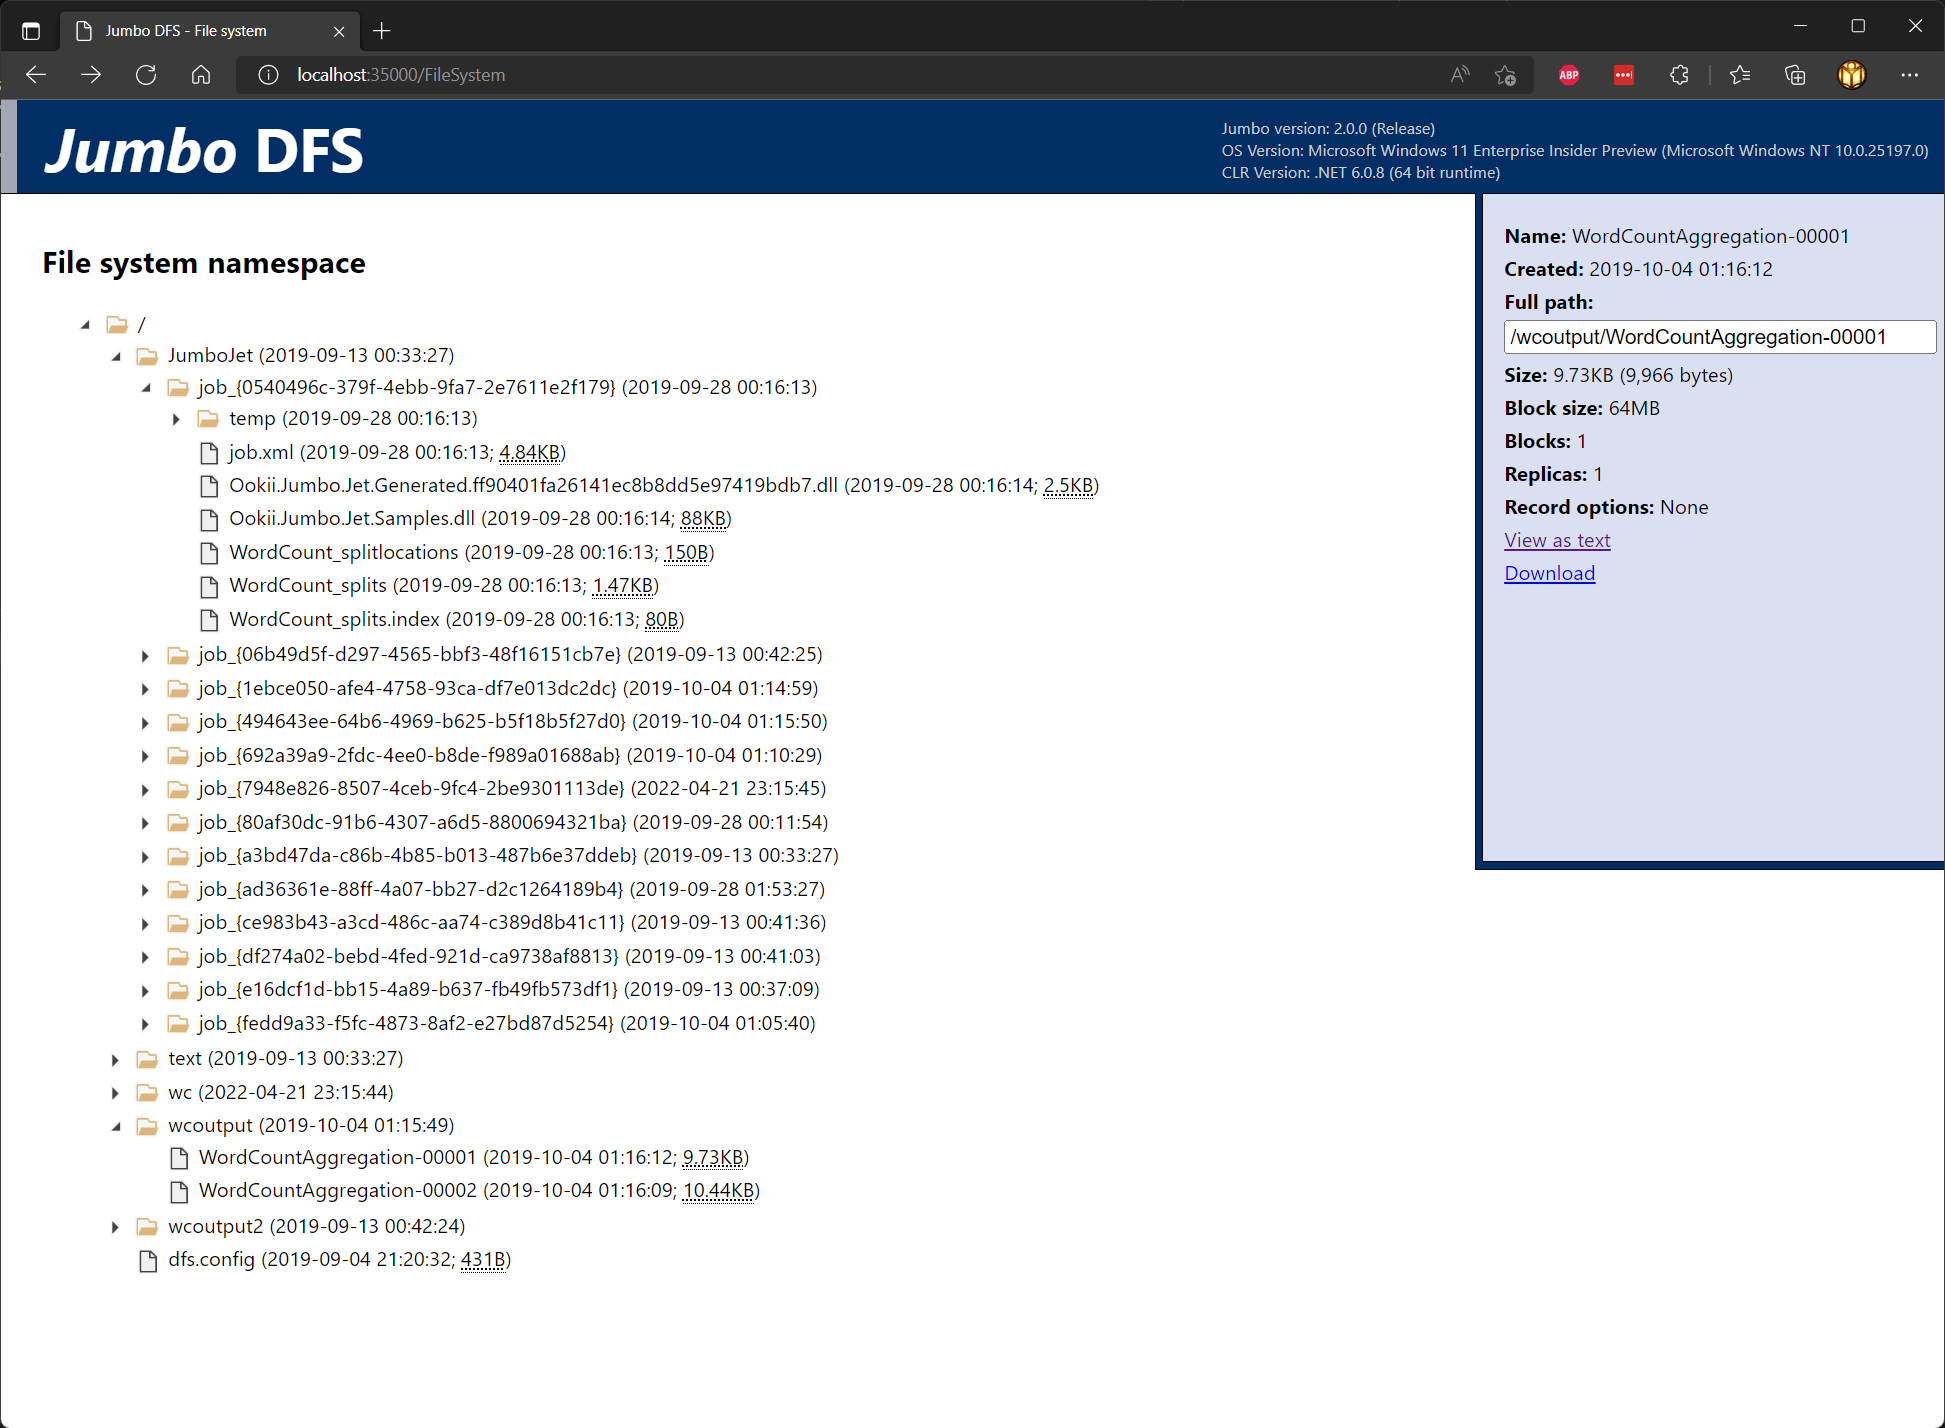 Jumbo DFS - File system
localhost:35000/FileSystem
ABP
Jumbo DFS
Jumbo version: 2.0.0 (Release)
OS Version: Microsoft Windows 11 Enterprise Insider Preview (Microsoft Windows NT 10.0.25197.0)
CLR Version: .NET 6.0.8 (64 bit runtime)
File system namespace
/
JumboJet (2019-09-13 00:33:27)
job_{0540496c-379f-4ebb-9fa7-2e7611e2f179} (2019-09-28 00:16:13)
temp (2019-09-28 00:16:13)
job.xml (2019-09-28 00:16:13; 4.84KB)
Ookii.Jumbo.Jet.Generated.ff90401fa26141ec8b8dd5e97419bdb7.dll (2019-09-28 00:16:14; 2.5KB)
Ookii.Jumbo.Jet.Samples.dll (2019-09-28 00:16:14; 88KB)
WordCount_splitlocations (2019-09-28 00:16:13; 150B)
WordCount_splits (2019-09-28 00:16:13; 1.47KB)
WordCount_splits.index (2019-09-28 00:16:13; 80B)
job_{06b49d5f-d297-4565-bbf3-48f16151cb7e} (2019-09-13 00:42:25)
job_{1ebce050-afe4-4758-93ca-df7e013dc2dc} (2019-10-04 01:14:59)
job_{494643ee-64b6-4969-b625-b5f18b5f27d0} (2019-10-04 01:15:50)
job_{692a39a9-2fdc-4ee0-b8de-f989a01688ab} (2019-10-04 01:10:29)
job_{7948e826-8507-4ceb-9fc4-2be9301113de} (2022-04-21 23:15:45)
job_{80af30dc-91b6-4307-a6d5-8800694321ba} (2019-09-28 00:11:54)
job_{a3bd47da-c86b-4b85-b013-487b6e37ddeb} (2019-09-13 00:33:27)
job_{ad36361e-88ff-4a07-bb27-d2c1264189b4} (2019-09-28 01:53:27)
job_{ce983b43-a3cd-486c-aa74-c389d8b41c11} (2019-09-13 00:41:36)
job_{df274a02-bebd-4fed-921d-ca9738af8813} (2019-09-13 00:41:03)
job_{e16dcf1d-bb15-4a89-b637-fb49fb573df1} (2019-09-13 00:37:09)
job_{fedd9a33-f5fc-4873-8af2-e27bd87d5254} (2019-10-04 01:05:40)
text (2019-09-13 00:33:27)
wc (2022-04-21 23:15:44)
wcoutput (2019-10-04 01:15:49)
WordCountAggregation-00001 (2019-10-04 01:16:12; 9.73KB)
WordCountAggregation-00002 (2019-10-04 01:16:09; 10.44KB)
wcoutput2 (2019-09-13 00:42:24)
dfs.config (2019-09-04 21:20:32; 431B)
Name: WordCountAggregation-00001
Created: 2019-10-04 01:16:12
Full path:
/wcoutput/WordCountAggregation-00001
Size: 9.73KB (9,966 bytes)
Block size: 64MB
Blocks: 1
Replicas: 1
Record options: None
View as text
Download